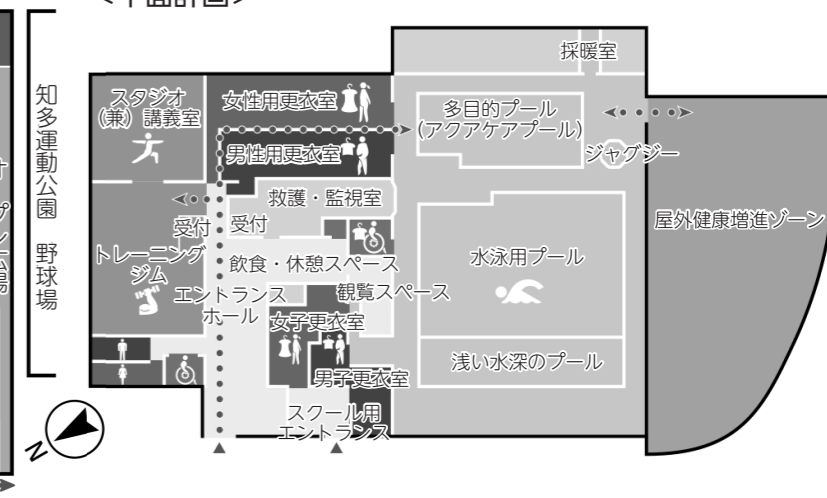 <平面計画>
知多運動公園 野球場
採暖室
スタジオ
(兼) 講義室
女性用更衣室
多目的プール
(アクアケアプール)
男性用更衣室
ジャグジー
救護・監視室
受付
受付
屋外健康増進ゾーン
トレーニング
ジム
飲食・休憩スペース
水泳用プール
エントランス
ホール
観覧スペース
女子更衣室
男子更衣室
浅い水深のプール
スクール用
エントランス
N